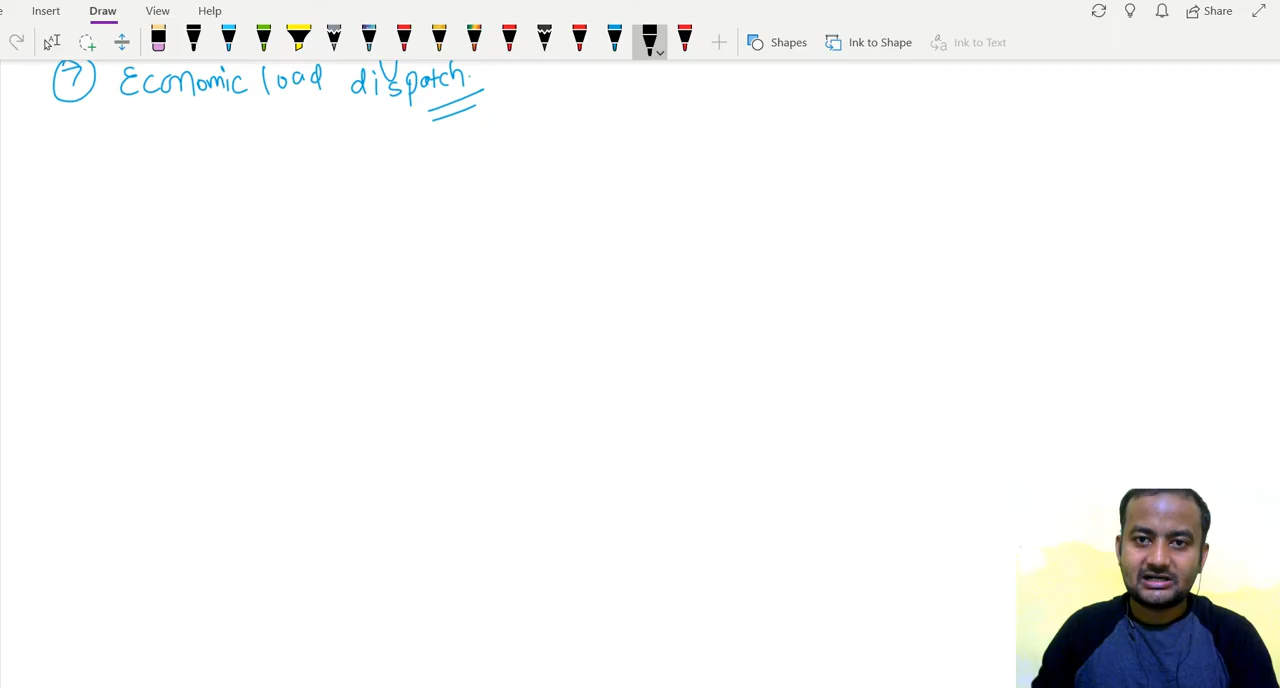 Insert Draw View Help Share
Shapes Ink to Shape Ink to Text
7 Economic load dispatch.